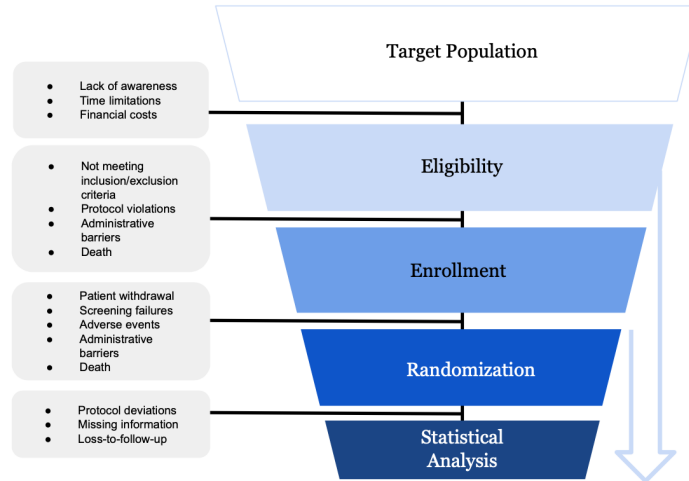 Target Population
● Lack of awareness
● Time limitations
● Financial costs
Eligibility
● Not meeting
inclusion/exclusion
criteria
● Protocol violations
● Administrative
barriers
● Death
Enrollment
● Patient withdrawal
● Screening failures
● Adverse events
● Administrative
barriers
● Death
Randomization
● Protocol deviations
● Missing information
● Loss-to-follow-up
Statistical
Analysis